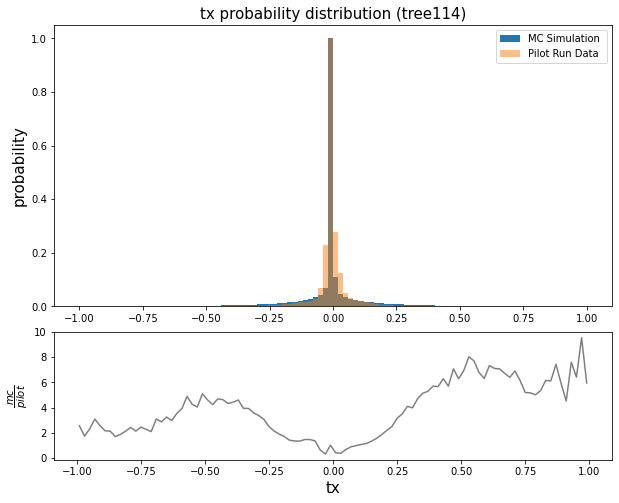 tx probability distribution (tree114)
MC Simulation
Pilot Run Data
probability
1.0
0.8
0.6
0.4
0.2
0.0
−1.00 −0.75 −0.50 −0.25 0.00 0.25 0.50 0.75 1.00
mc
pilot
10
8
6
4
2
0
−1.00 −0.75 −0.50 −0.25 0.00 0.25 0.50 0.75 1.00
tx